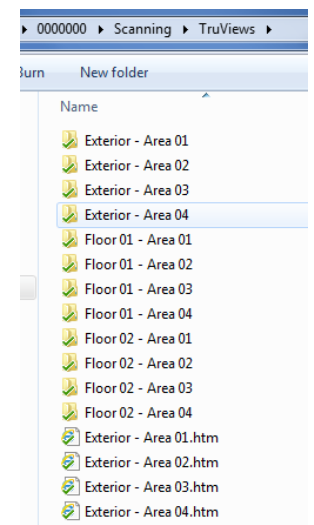 0000000 ▸ Scanning ▸ TruViews ▸
Burn New folder
Name
Exterior - Area 01
Exterior - Area 02
Exterior - Area 03
Exterior - Area 04
Floor 01 - Area 01
Floor 01 - Area 02
Floor 01 - Area 03
Floor 01 - Area 04
Floor 02 - Area 01
Floor 02 - Area 02
Floor 02 - Area 03
Floor 02 - Area 04
Exterior - Area 01.htm
Exterior - Area 02.htm
Exterior - Area 03.htm
Exterior - Area 04.htm